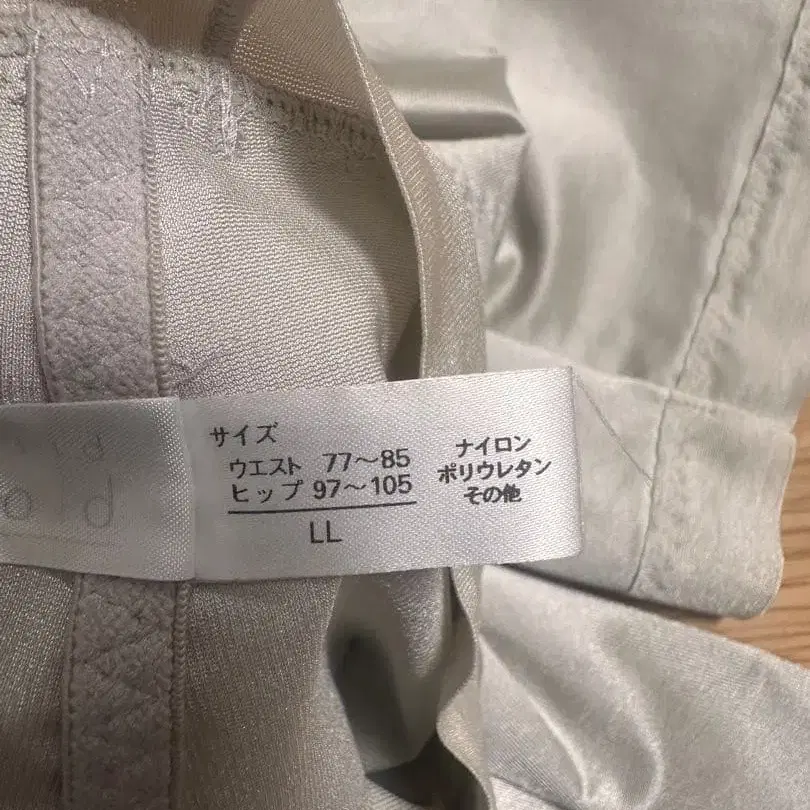 サイズ
ウエスト 77〜85
ヒップ 97〜105
LL
ナイロン
ポリウレタン
その他